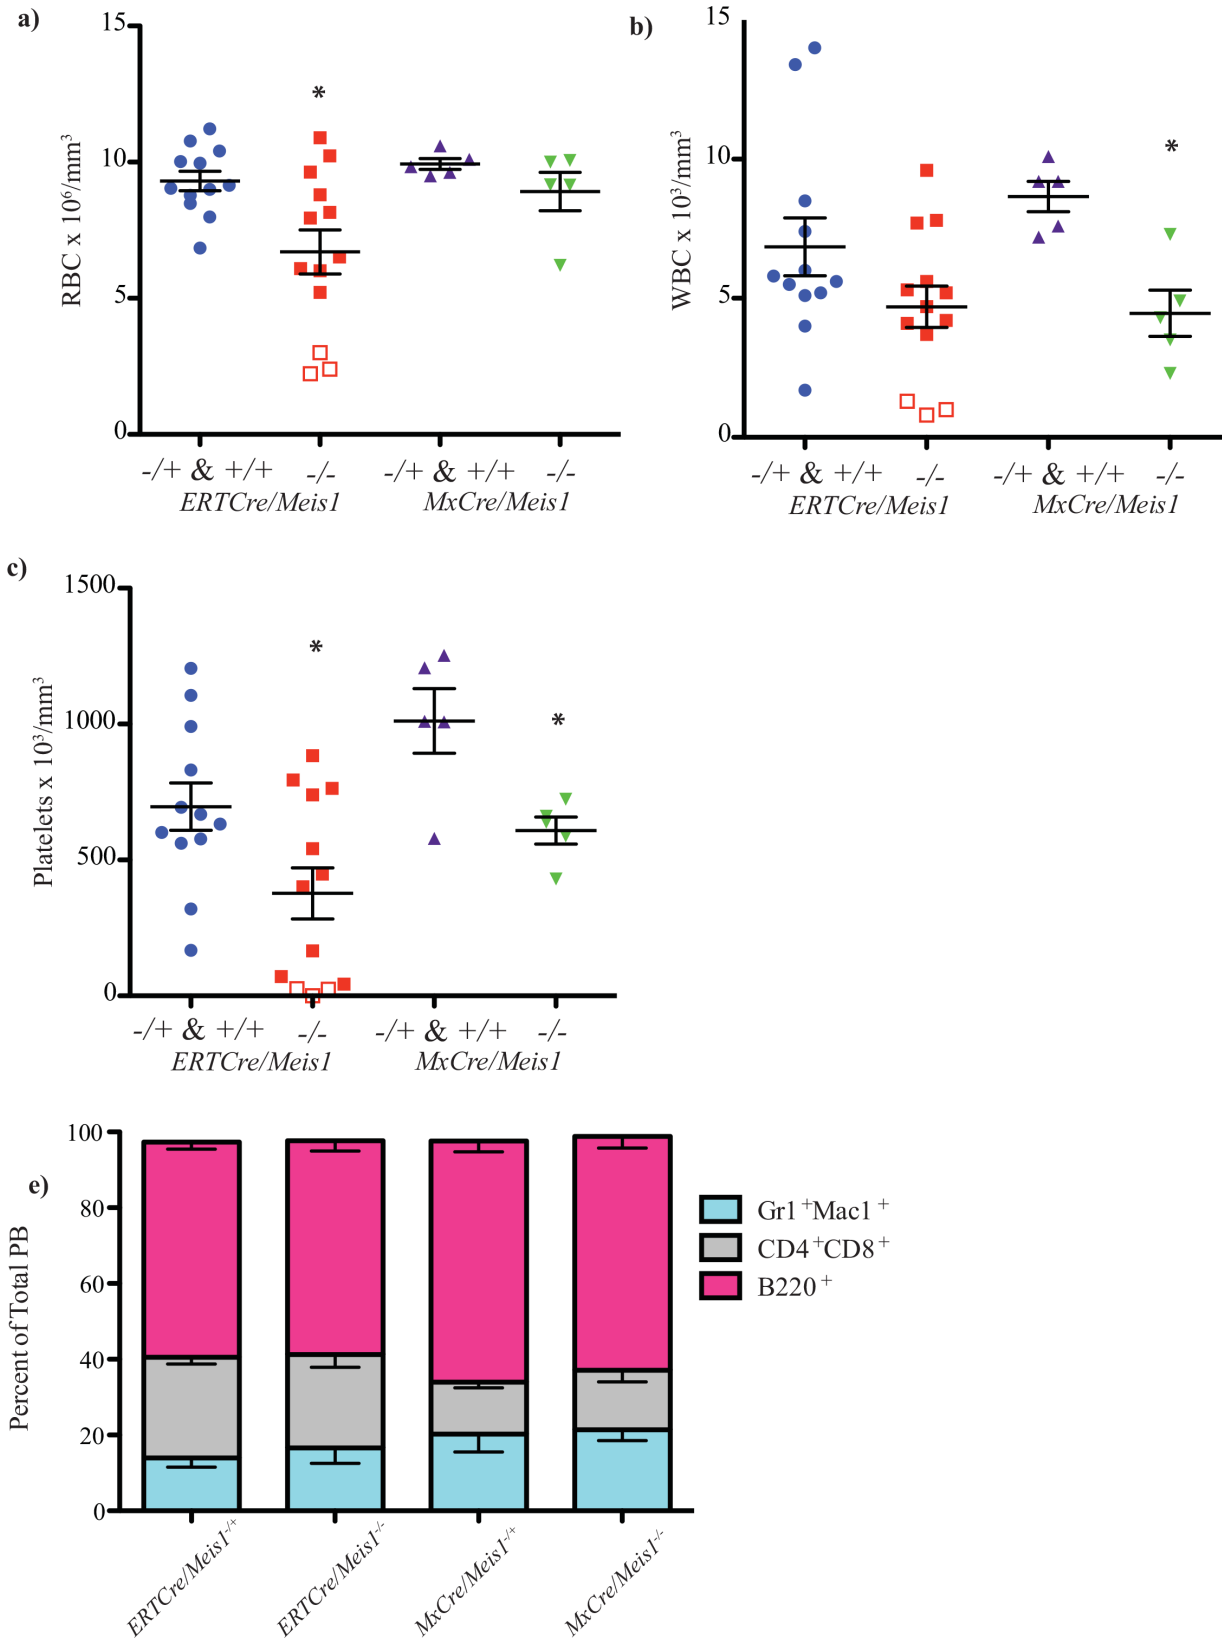 a)
15
10
5
0
RBC x 10⁶/mm³
*
-/+ & +/+
-/-
-/+ & +/+
-/-
ERTCre/Meis1
MxCre/Meis1
b)
15
10
5
0
WBC x 10³/mm³
*
-/+ & +/+
-/-
-/+ & +/+
-/-
ERTCre/Meis1
MxCre/Meis1
c)
1500
1000
500
0
Platelets x 10³/mm³
*
*
-/+ & +/+
-/-
-/+ & +/+
-/-
ERTCre/Meis1
MxCre/Meis1
e)
100
80
60
40
20
0
Percent of Total PB
Gr1⁺Mac1⁺
CD4⁺CD8⁺
B220⁺
ERTCre/Meis1⁻/⁺
ERTCre/Meis1⁻/⁻
MxCre/Meis1⁻/⁺
MxCre/Meis1⁻/⁻